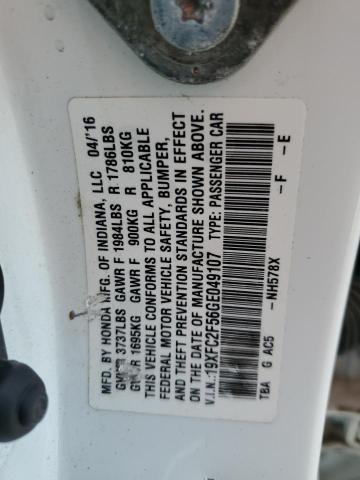 MFD. BY HONDA MFG. OF INDIANA, LLC 04/'16
GVWR 3737LBS GAWR F 1984LBS R 1786LBS
GVWR 1695KG GAWR F 900KG R 810KG
THIS VEHICLE CONFORMS TO ALL APPLICABLE
FEDERAL MOTOR VEHICLE SAFETY, BUMPER,
AND THEFT PREVENTION STANDARDS IN EFFECT
ON THE DATE OF MANUFACTURE SHOWN ABOVE.
V.I.N.:19XFC2F56GE049107 TYPE: PASSENGER CAR
-NH578X -F -E
TBA G AC5